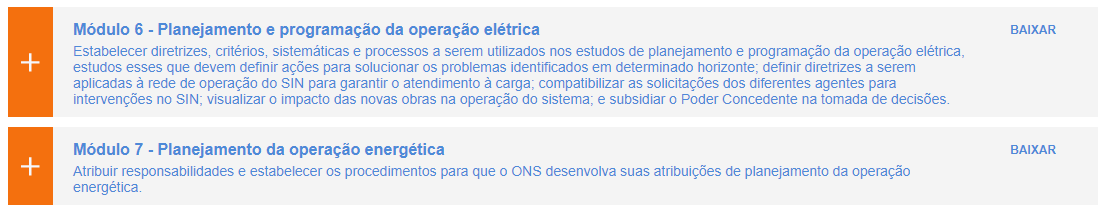 Módulo 6 - Planejamento e programação da operação elétrica
BAIXAR
Estabelecer diretrizes, critérios, sistemáticas e processos a serem utilizados nos estudos de planejamento e programação da operação elétrica,
estudos esses que devem definir ações para solucionar os problemas identificados em determinado horizonte; definir diretrizes a serem
aplicadas à rede de operação do SIN para garantir o atendimento à carga; compatibilizar as solicitações dos diferentes agentes para
intervenções no SIN; visualizar o impacto das novas obras na operação do sistema; e subsidiar o Poder Concedente na tomada de decisões.
Módulo 7 - Planejamento da operação energética
BAIXAR
Atribuir responsabilidades e estabelecer os procedimentos para que o ONS desenvolva suas atribuições de planejamento da operação
energética.